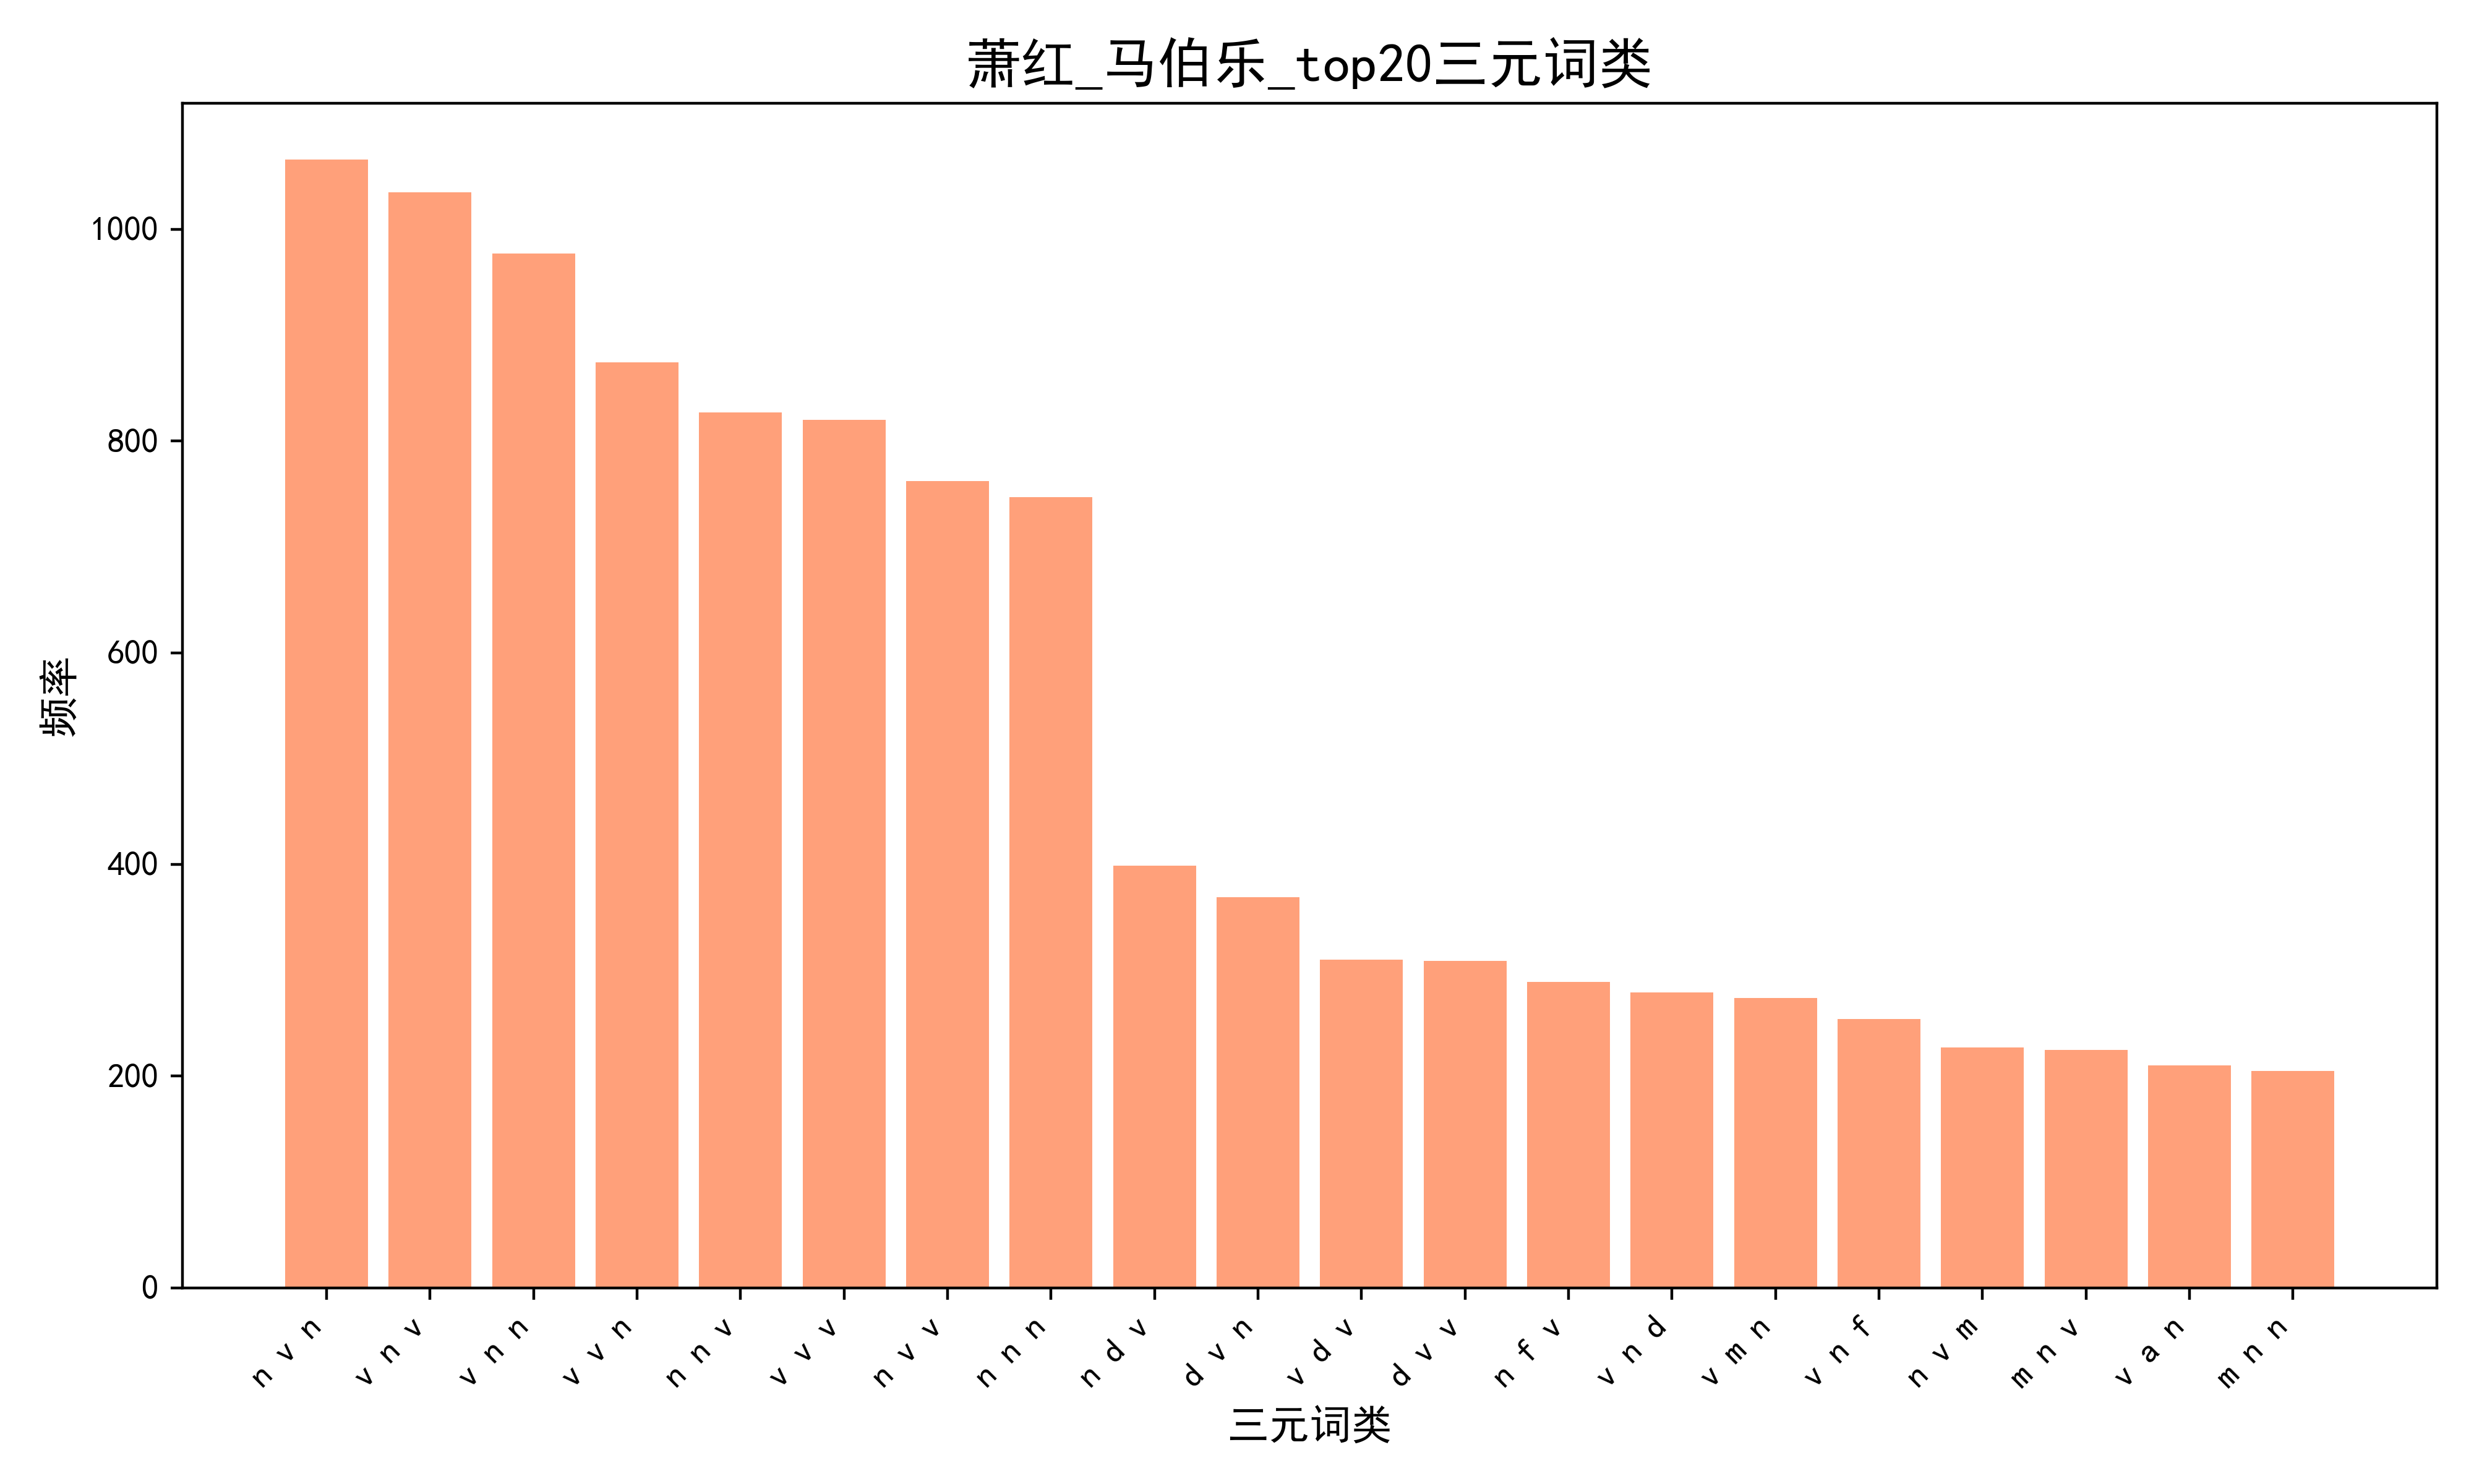 萧红_马伯乐_top20三元词类
频率
1000
800
600
400
200
0
n v n
v n v
v n n
v v n
n n v
v v v
n v v
n n n
n d v
d v n
v d v
d v v
n f v
v n d
v m n
v n f
n v m
m n v
v a n
m n n
三元词类